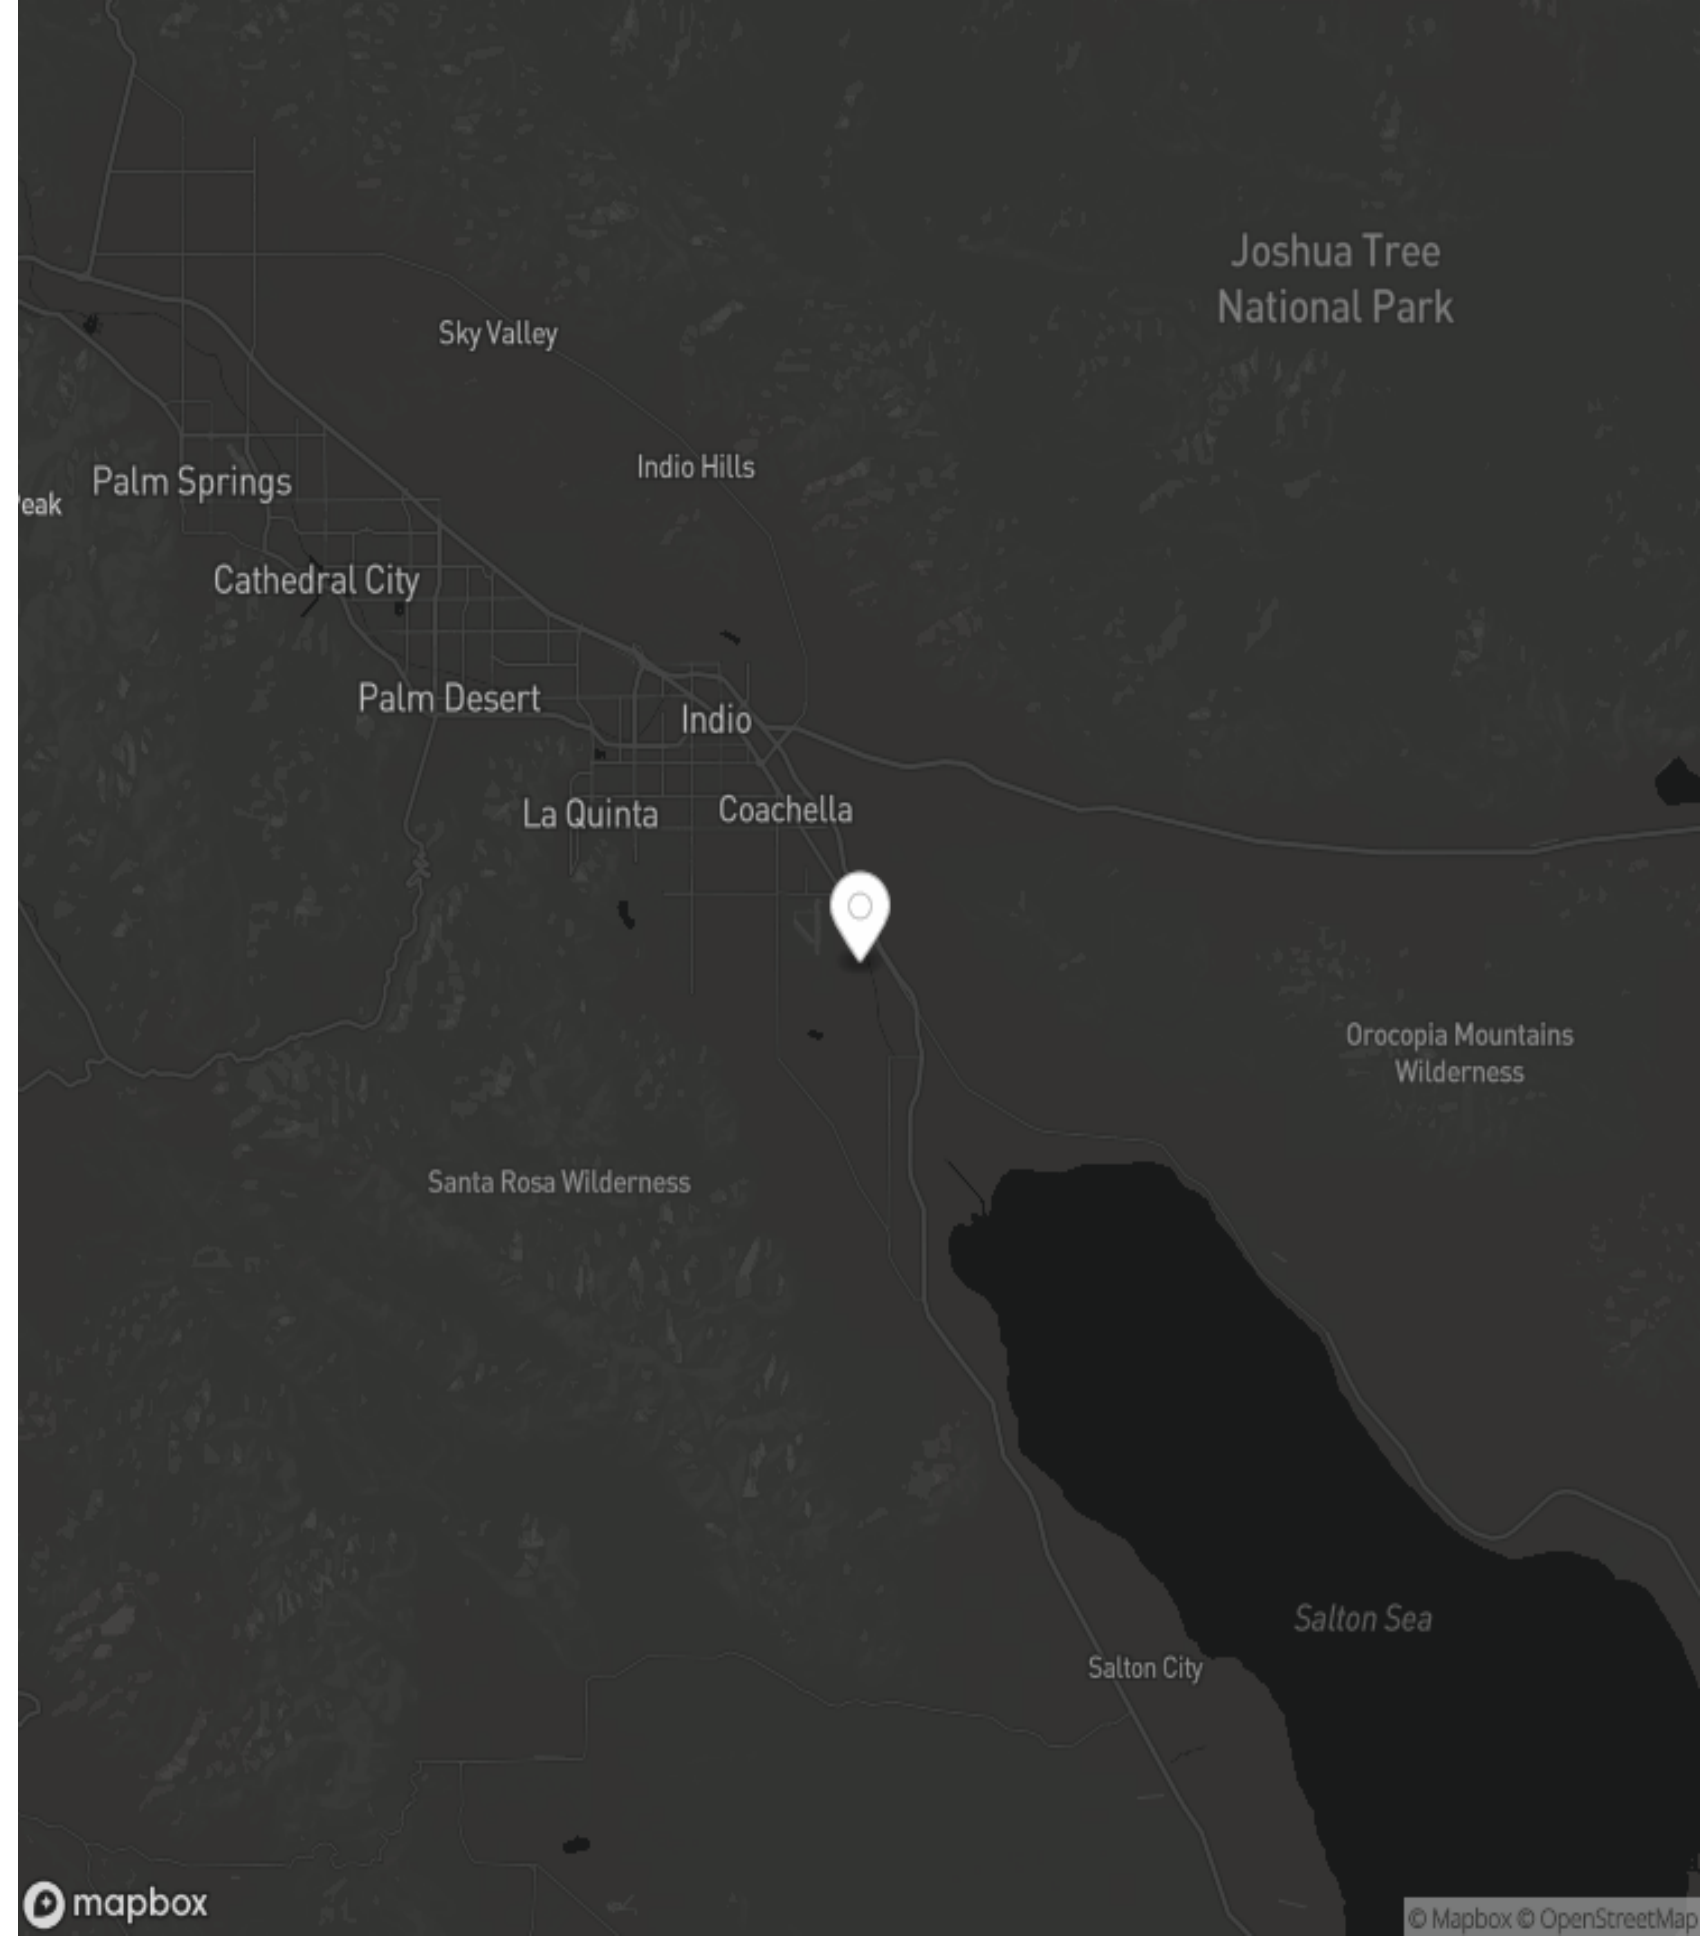 Joshua Tree
National Park
Sky Valley
Indio Hills
Palm Springs
eak
Cathedral City
Palm Desert
Indio
La Quinta
Coachella
Orocopia Mountains
Wilderness
Santa Rosa Wilderness
Salton Sea
Salton City
mapbox
© Mapbox © OpenStreetMap